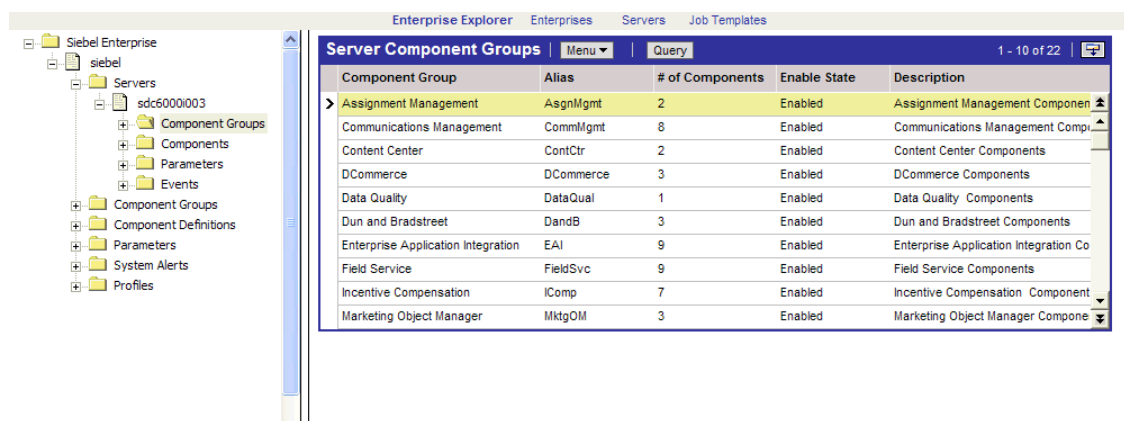 Enterprise Explorer Enterprises Servers Job Templates
Siebel Enterprise
siebel
Servers
sdc6000i003
Component Groups
Components
Parameters
Events
Component Groups
Component Definitions
Parameters
System Alerts
Profiles
Server Component Groups | Menu | Query 1 - 10 of 22
Component Group Alias # of Components Enable State Description
Assignment Management AsgnMgmt 2 Enabled Assignment Management Componen
Communications Management CommMgmt 8 Enabled Communications Management Compo
Content Center ContCtr 2 Enabled Content Center Components
DCommerce DCommerce 3 Enabled DCommerce Components
Data Quality DataQual 1 Enabled Data Quality Components
Dun and Bradstreet DandB 3 Enabled Dun and Bradstreet Components
Enterprise Application Integration EAI 9 Enabled Enterprise Application Integration Co
Field Service FieldSvc 9 Enabled Field Service Components
Incentive Compensation IComp 7 Enabled Incentive Compensation Component
Marketing Object Manager MktgOM 3 Enabled Marketing Object Manager Compone